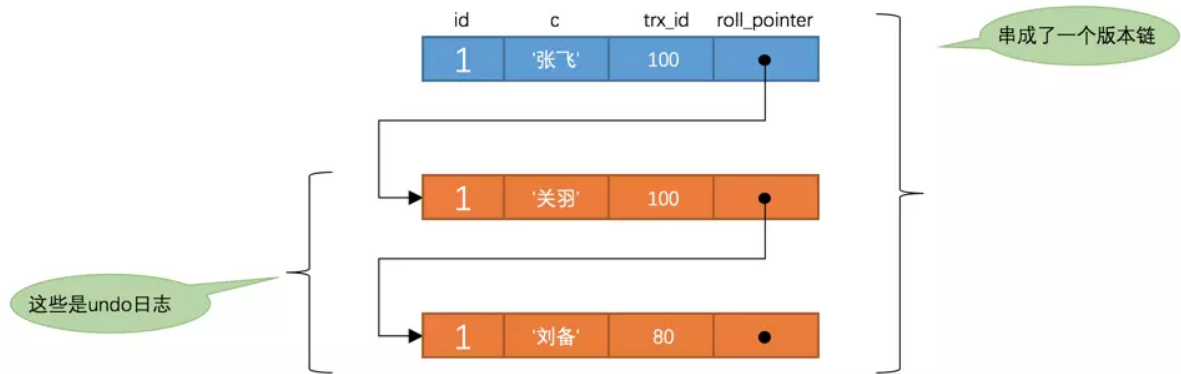 id c trx_id roll_pointer
串成了一个版本链
1 '张飞' 100
1 '关羽' 100
这些是undo日志
1 '刘备' 80